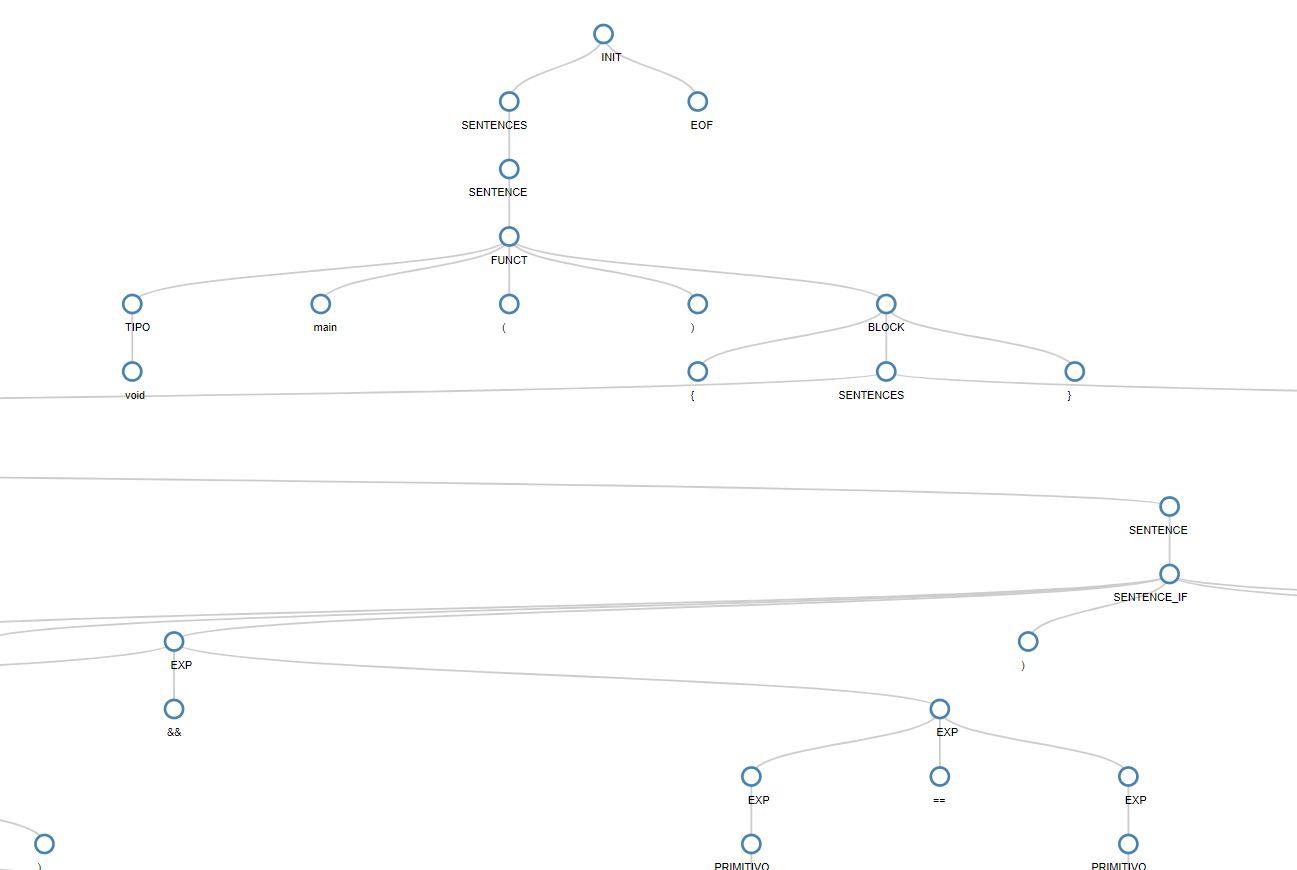 INIT
SENTENCES EOF
SENTENCE
FUNCT
TIPO main ( ) BLOCK
void { SENTENCES }
SENTENCE
SENTENCE_IF
EXP )
&& EXP
EXP == EXP
) PRIMITIVO PRIMITIVO